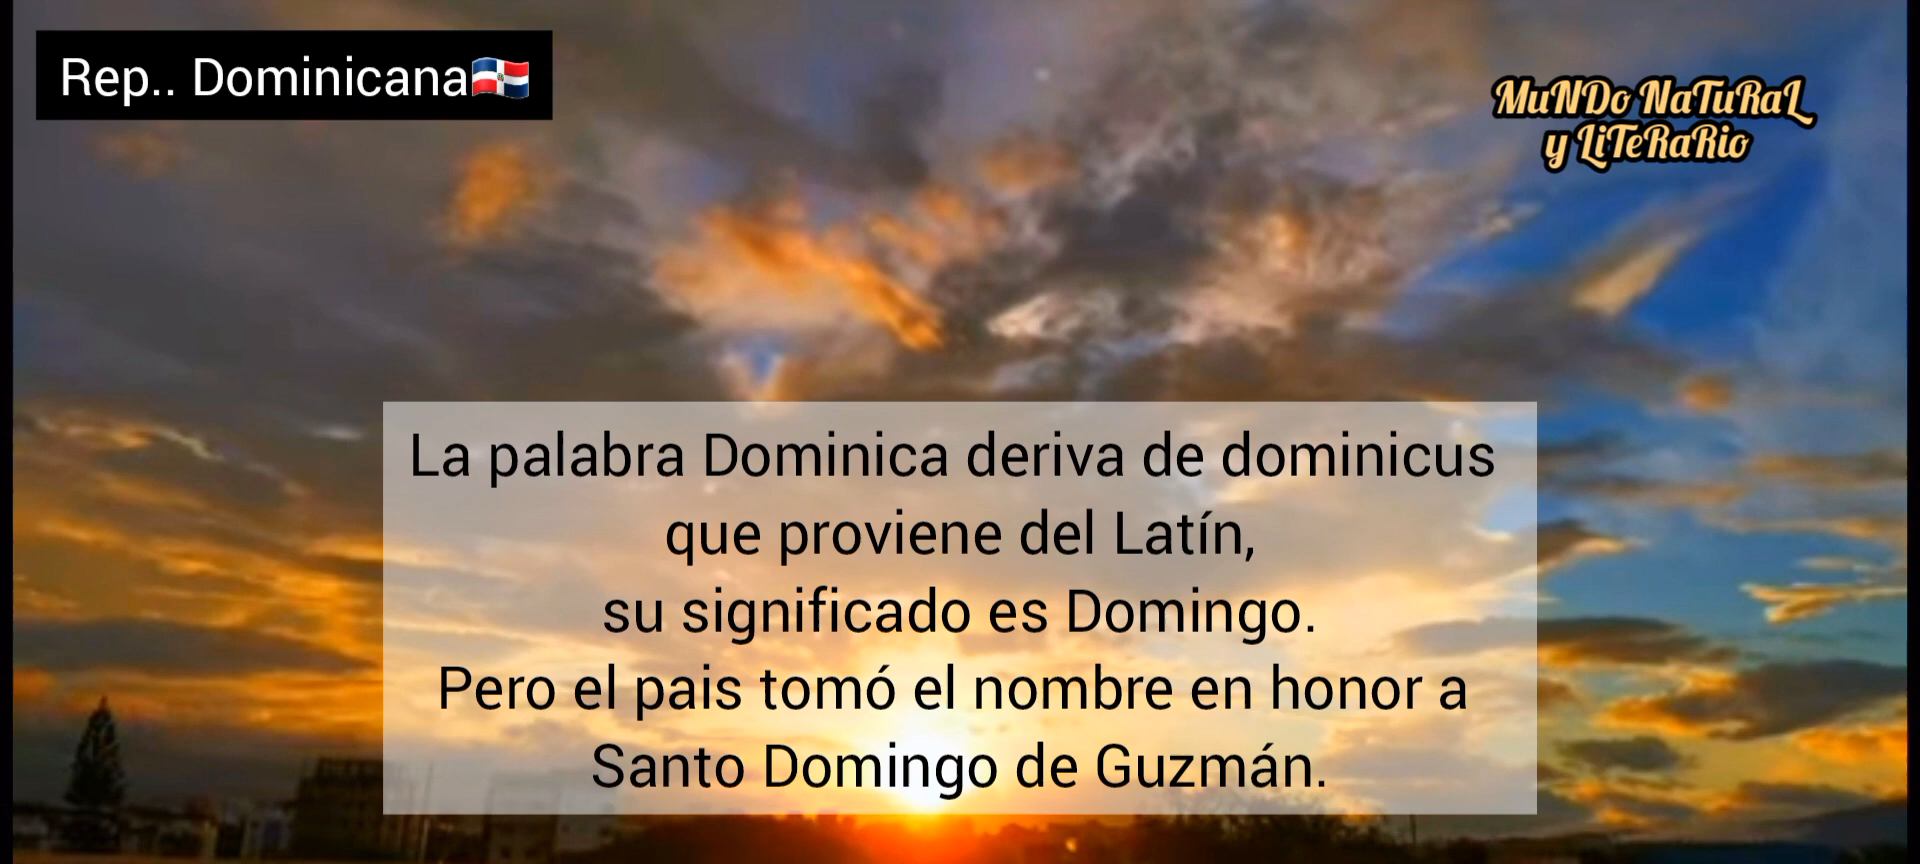 Rep.. Dominicana🇩🇴
MuNDo NaTuRaL
y LiTeRaRio
La palabra Dominica deriva de dominicus
que proviene del Latín,
su significado es Domingo.
Pero el pais tomó el nombre en honor a
Santo Domingo de Guzmán.